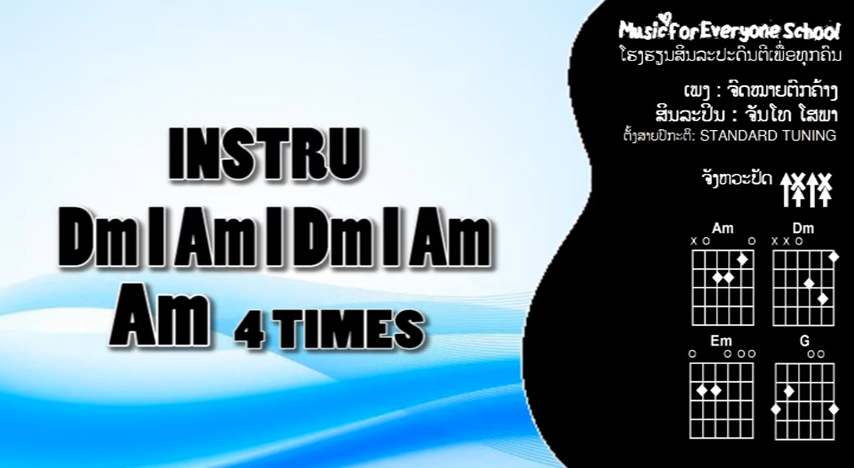 INSTRU
Dm | Am | Dm | Am
Am 4 TIMES
Music For Everyone School
ໂຮງຮຽນສິນລະປະດົນຕີເພື່ອທຸກຄົນ
ເພງ : ຈົດໝາຍຕົກຄ້າງ
ສິນລະປິນ : ຈັນໂທ ໂສພາ
ຕັ້ງສາຍປົກະຕິ: STANDARD TUNING
ຈັງຫວະປັດ
Am Dm
x o o x x o
Em G
o o o o o o